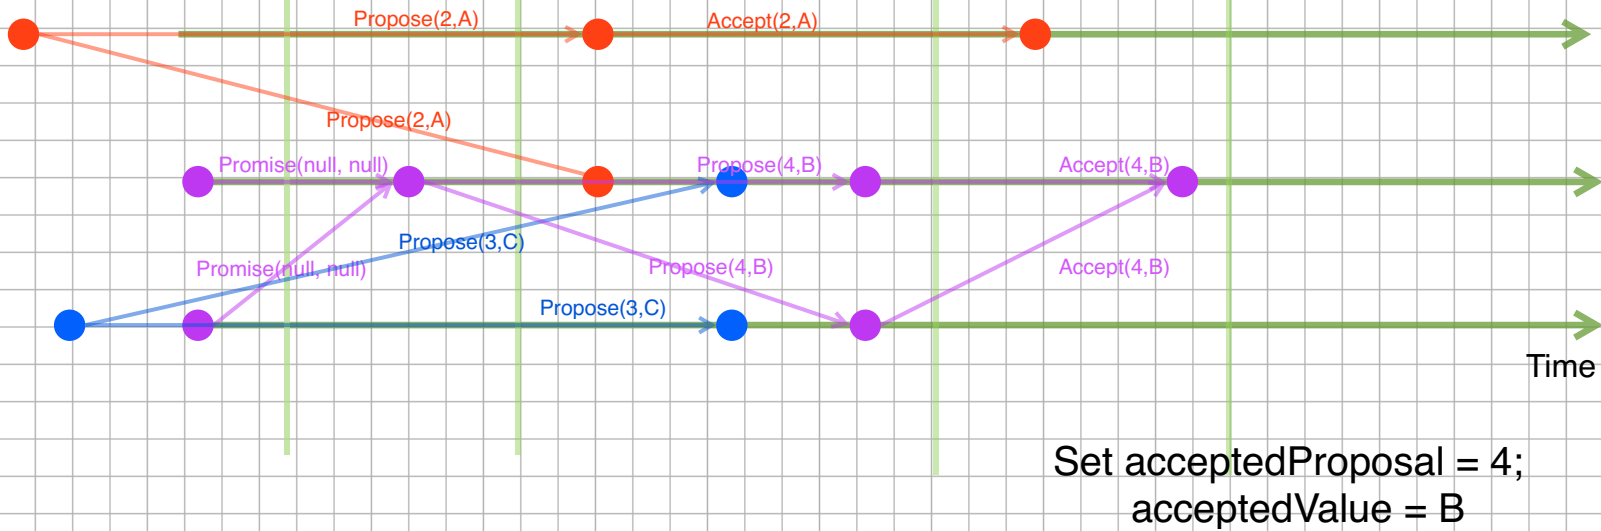 Propose(2,A)
Accept(2,A)
Propose(2,A)
Promise(null, null)
Propose(4,B)
Accept(4,B)
Propose(3,C)
Promise(null, null)
Propose(4,B)
Accept(4,B)
Propose(3,C)
Time
Set acceptedProposal = 4;
acceptedValue = B